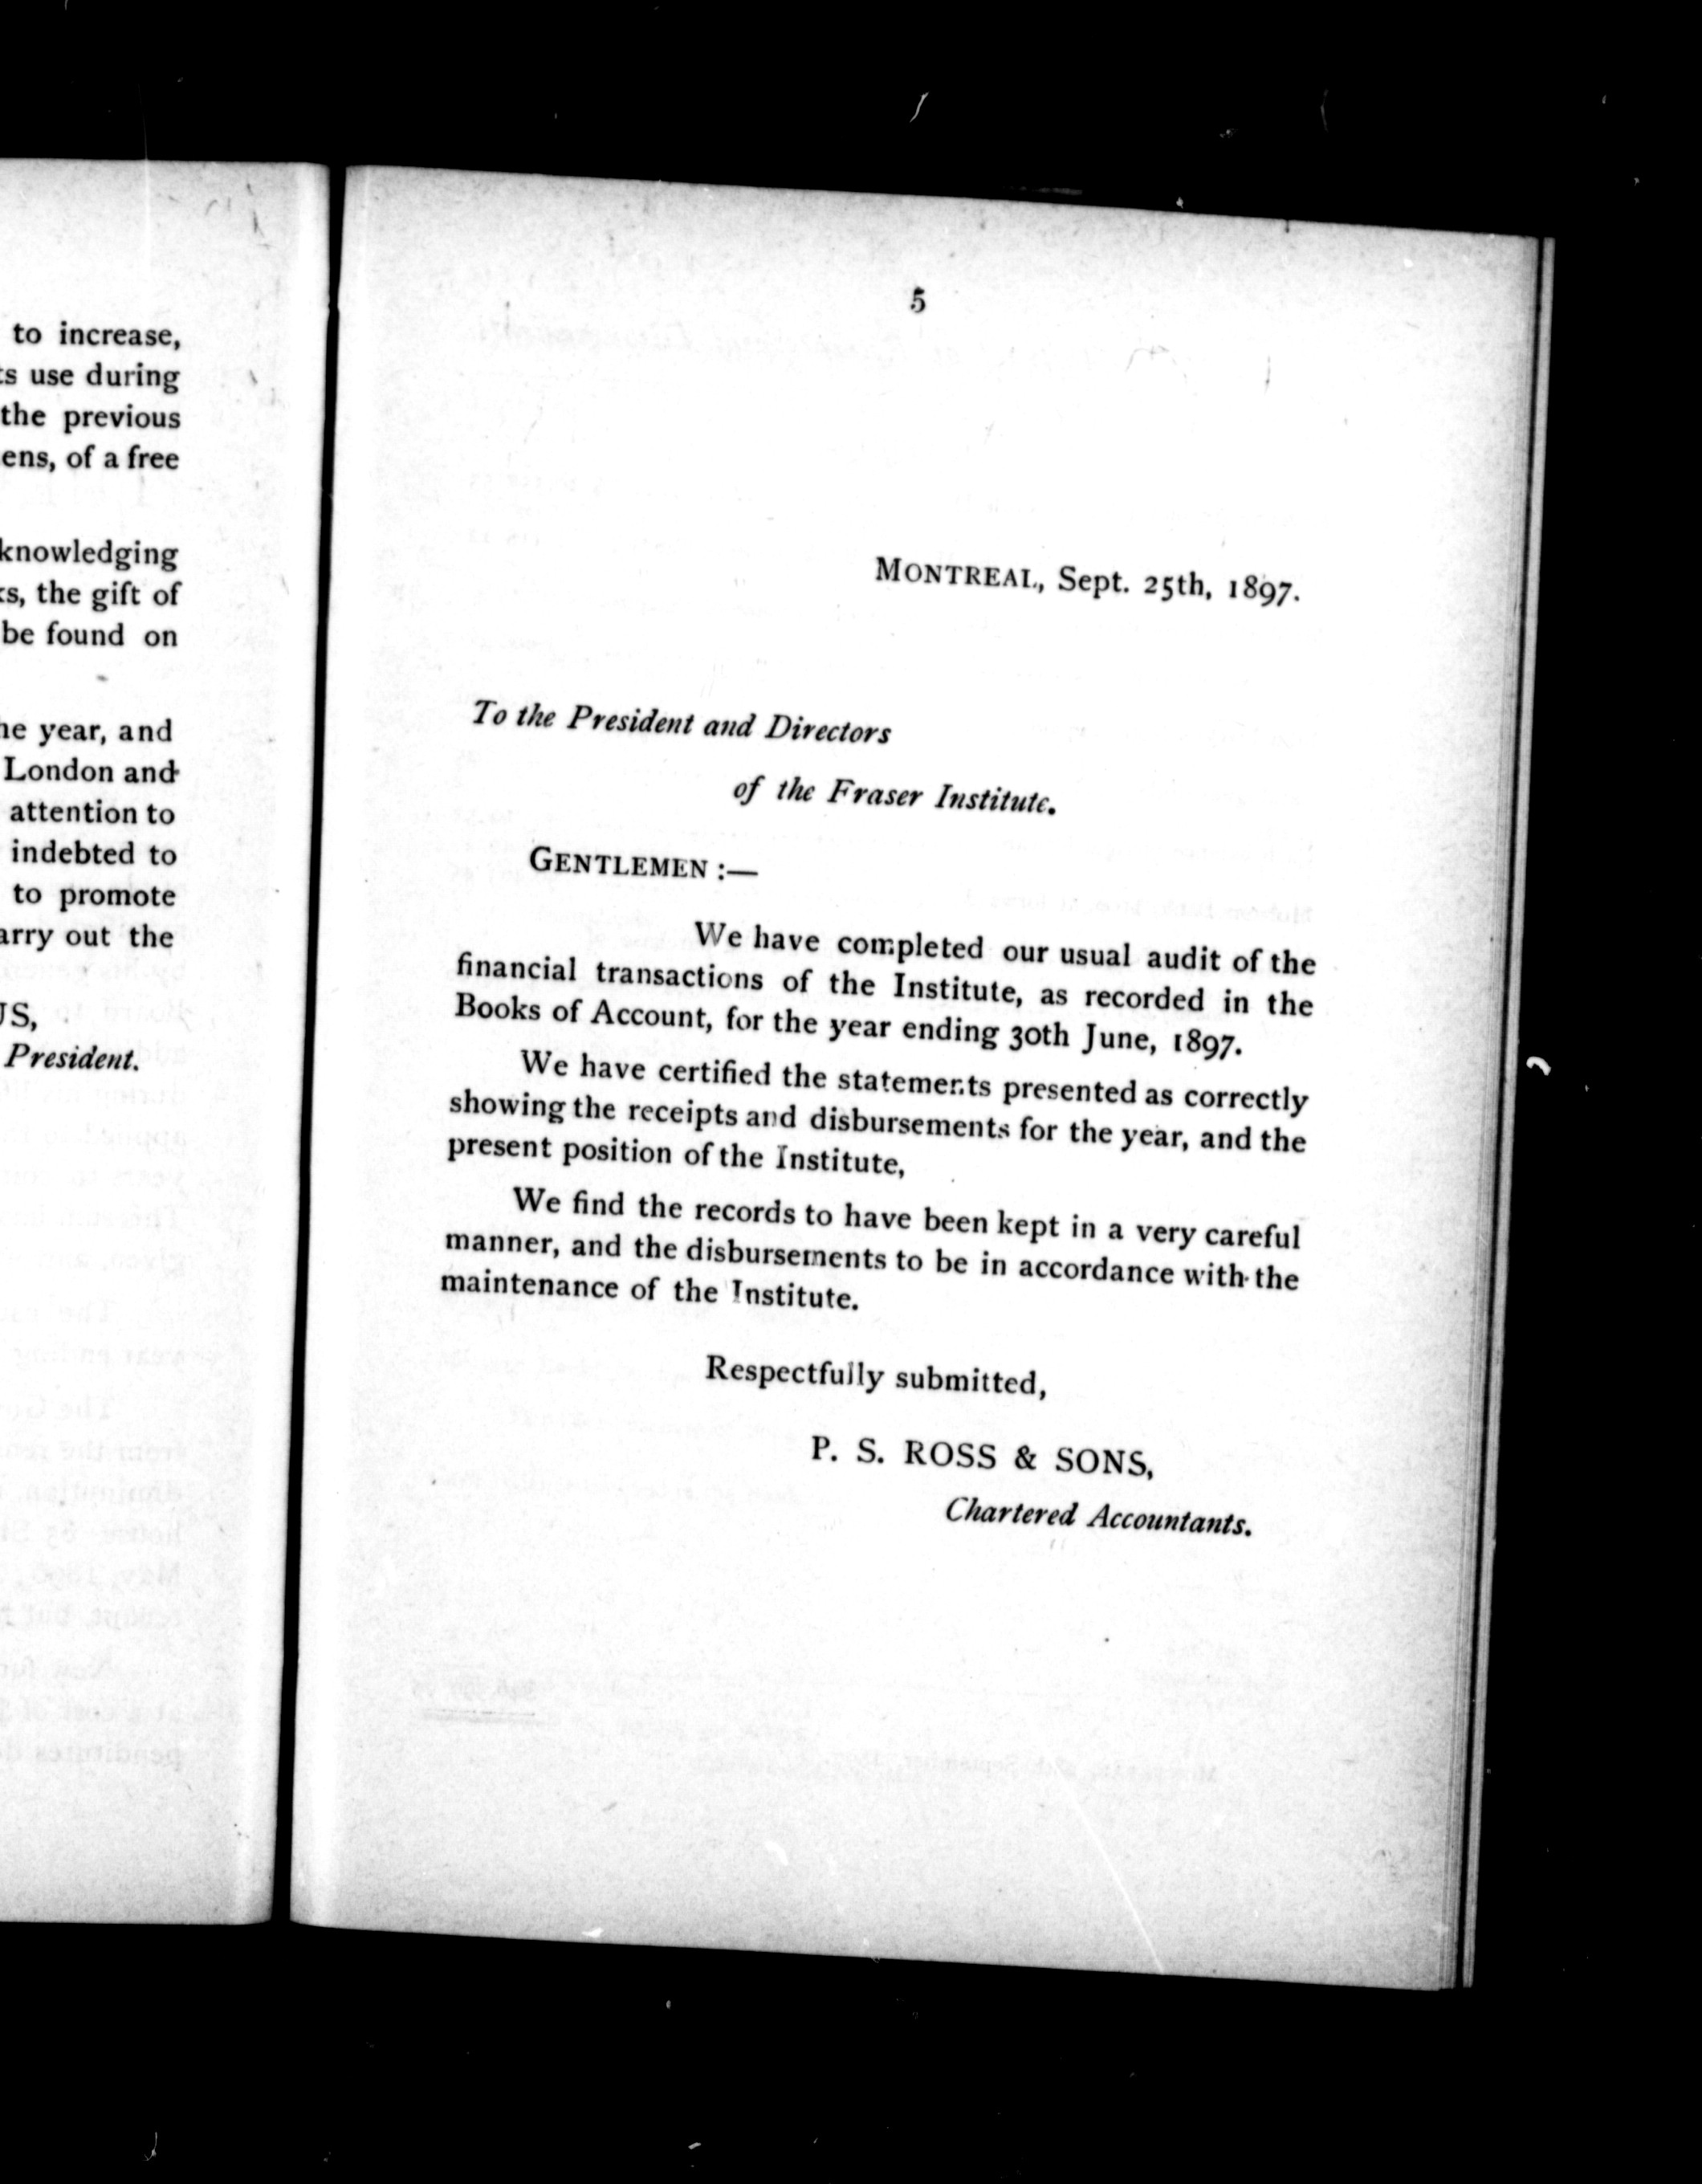 to increase,
use during
the previous
ens, of a free
knowledging
the gift of
be found on
year, and
London and
attention to
indebted to
to promote
arry out the
US,
President.
5
MONTREAL, Sept. 25th, 1897.
To the President and Directors
of the Fraser Institute.
GENTLEMEN :—
We have completed our usual audit of the
financial transactions of the Institute, as recorded in the
Books of Account, for the year ending 30th June, 1897.
We have certified the statements presented as correctly
showing the receipts and disbursements for the year, and the
present position of the Institute,
We find the records to have been kept in a very careful
manner, and the disbursements to be in accordance with the
maintenance of the Institute.
Respectfully submitted,
P. S. ROSS & SONS,
Chartered Accountants.